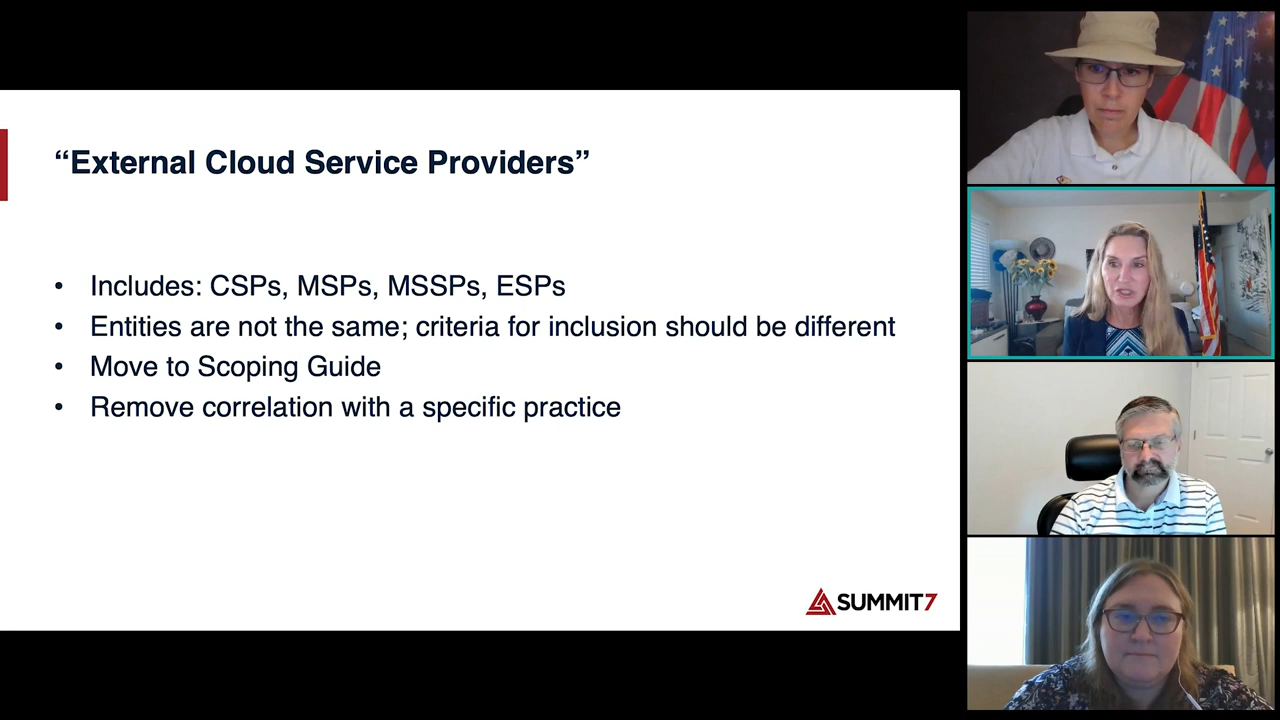 “External Cloud Service Providers”
• Includes: CSPs, MSPs, MSSPs, ESPs
• Entities are not the same; criteria for inclusion should be different
• Move to Scoping Guide
• Remove correlation with a specific practice
SUMMIT7